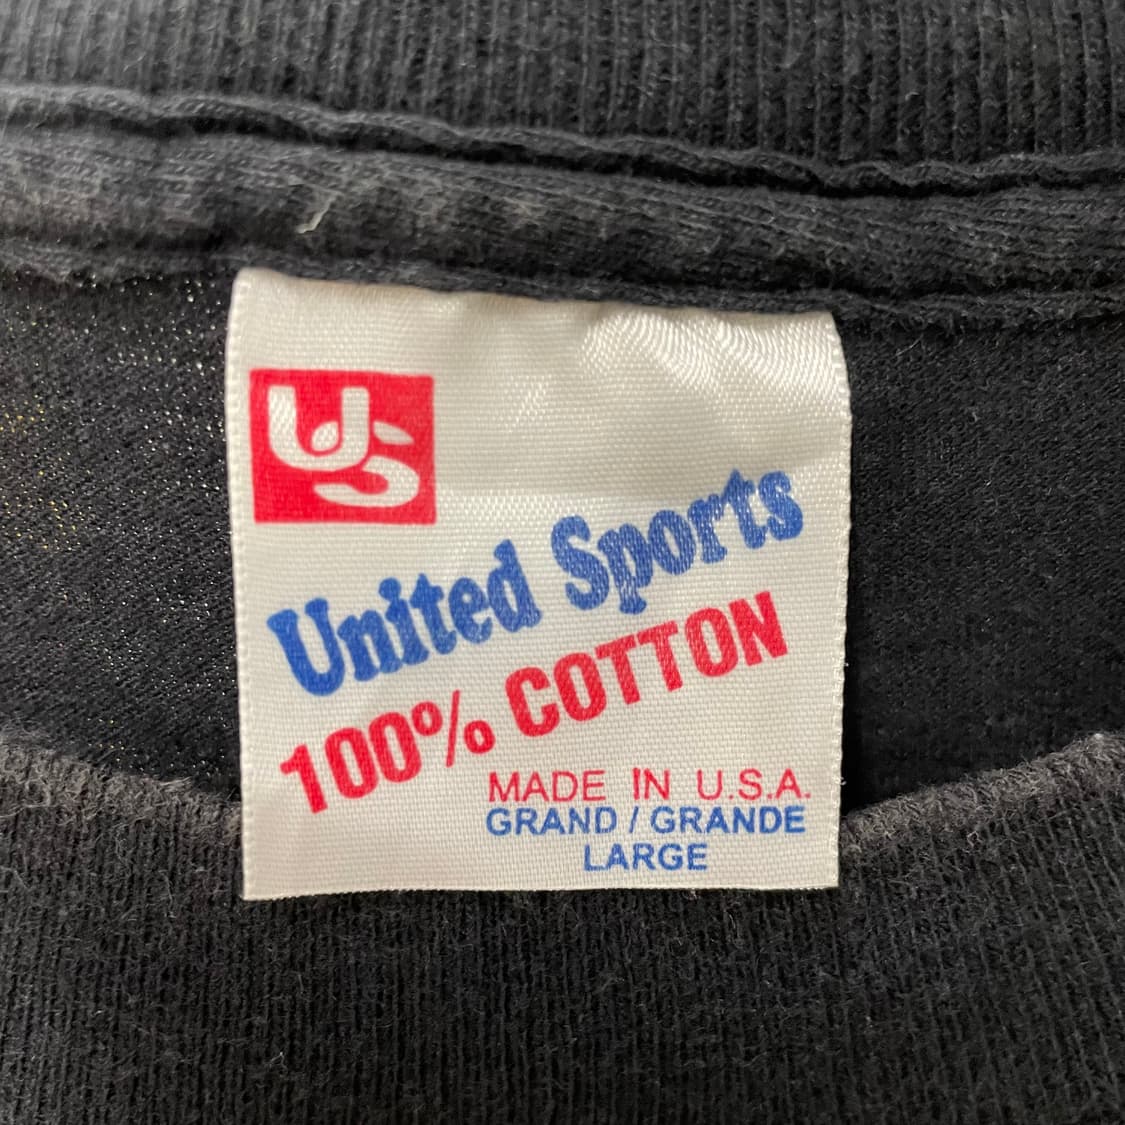 US
United Sports
100% COTTON
MADE IN U.S.A.
GRAND / GRANDE
LARGE